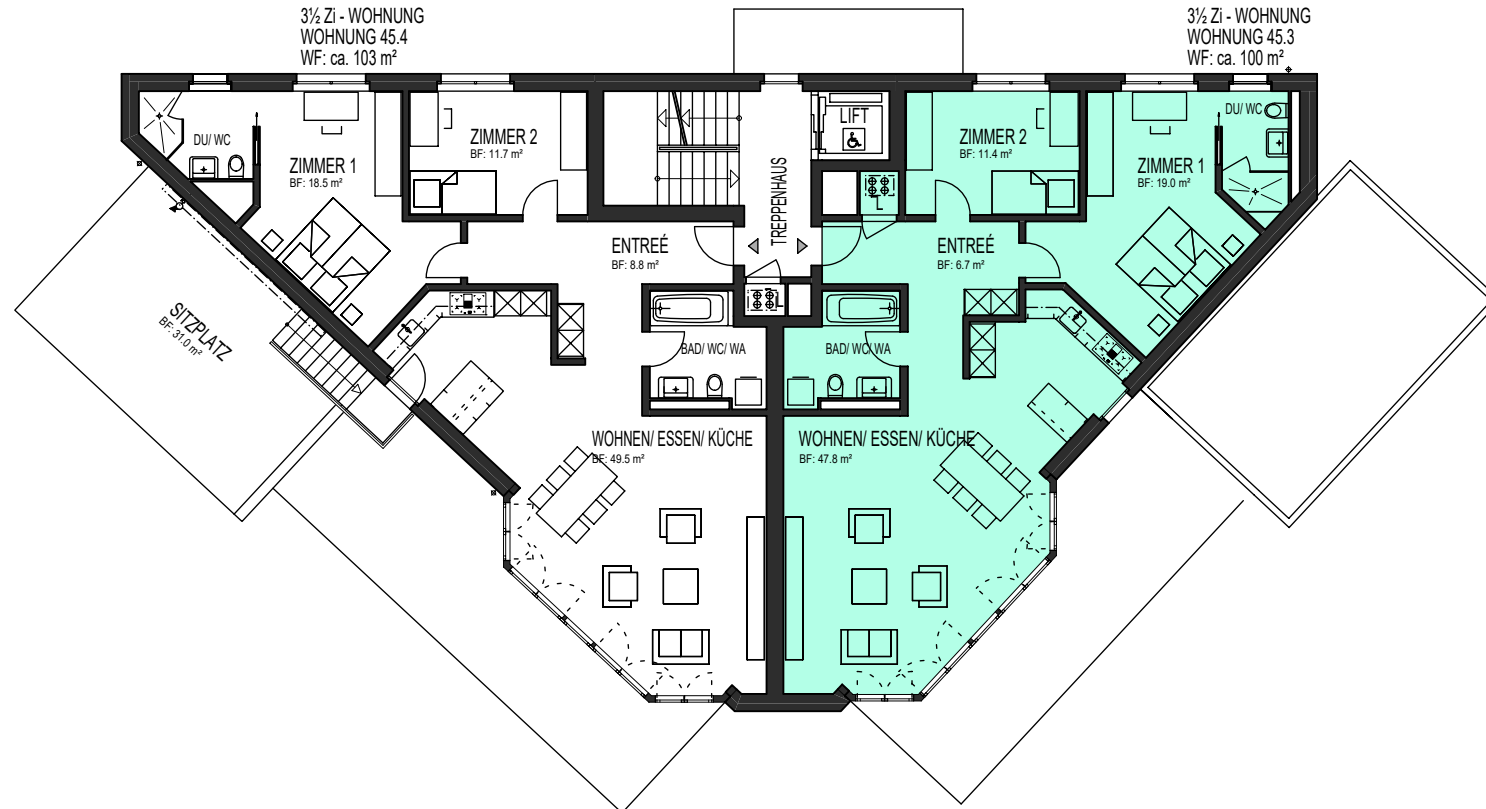 3½ Zi - WOHNUNG
WOHNUNG 45.4
WF: ca. 103 m²
3½ Zi - WOHNUNG
WOHNUNG 45.3
WF: ca. 100 m²
DU/ WC
ZIMMER 1
BF: 18.5 m²
ZIMMER 2
BF: 11.7 m²
LIFT
TREPPENHAUS
ZIMMER 2
BF: 11.4 m²
ZIMMER 1
BF: 19.0 m²
DU/ WC
ENTREÉ
BF: 8.8 m²
ENTREÉ
BF: 6.7 m²
SITZPLATZ
BF: 31.0 m²
BAD/ WC/ WA
BAD/ WC/ WA
WOHNEN/ ESSEN/ KÜCHE
BF: 49.5 m²
WOHNEN/ ESSEN/ KÜCHE
BF: 47.8 m²